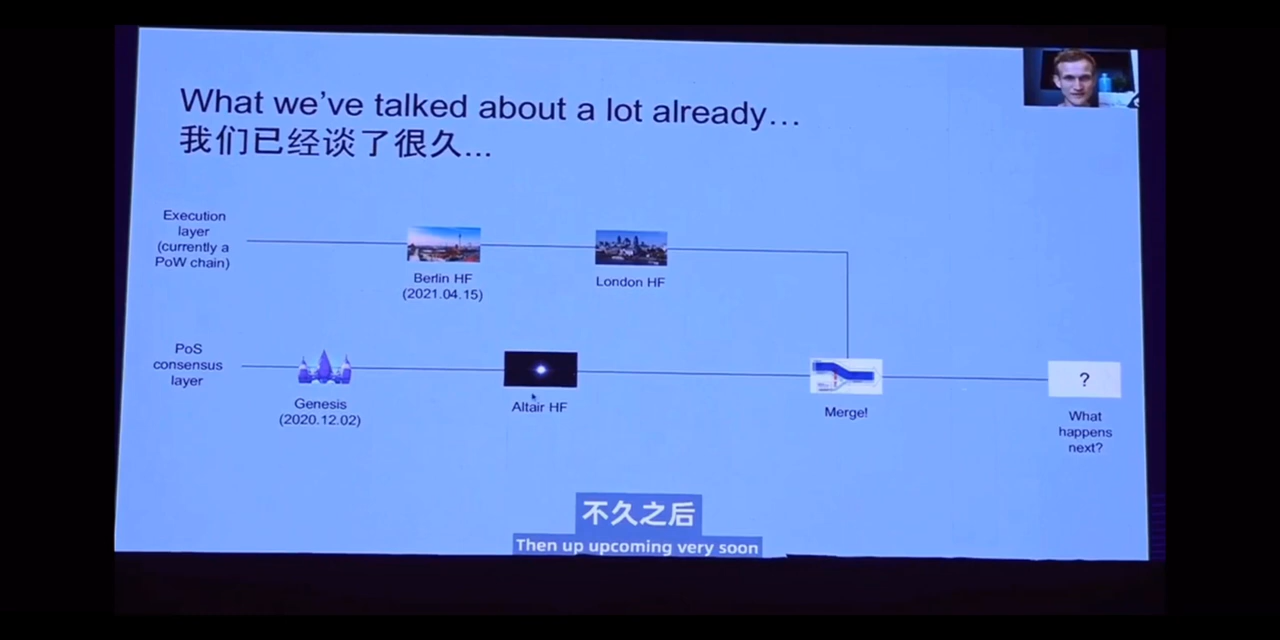 What we've talked about a lot already…
我们已经谈了很久...
Execution
layer
(currently a
PoW chain)
Berlin HF
(2021.04.15)
London HF
PoS
consensus
layer
Genesis
(2020.12.02)
Altair HF
Merge!
?
What
happens
next?
不久之后
Then up upcoming very soon